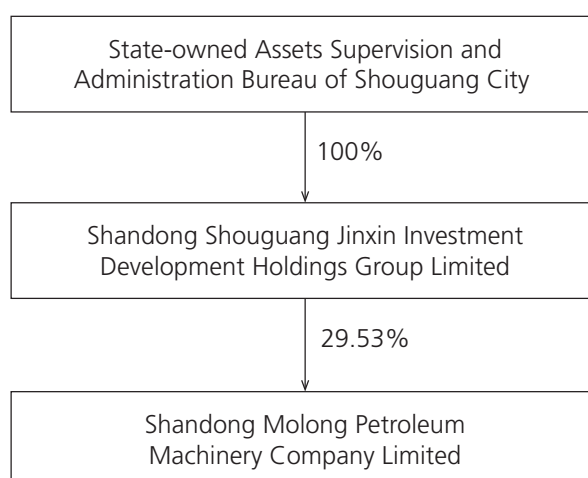 State-owned Assets Supervision and
Administration Bureau of Shouguang City
100%
Shandong Shouguang Jinxin Investment
Development Holdings Group Limited
29.53%
Shandong Molong Petroleum
Machinery Company Limited